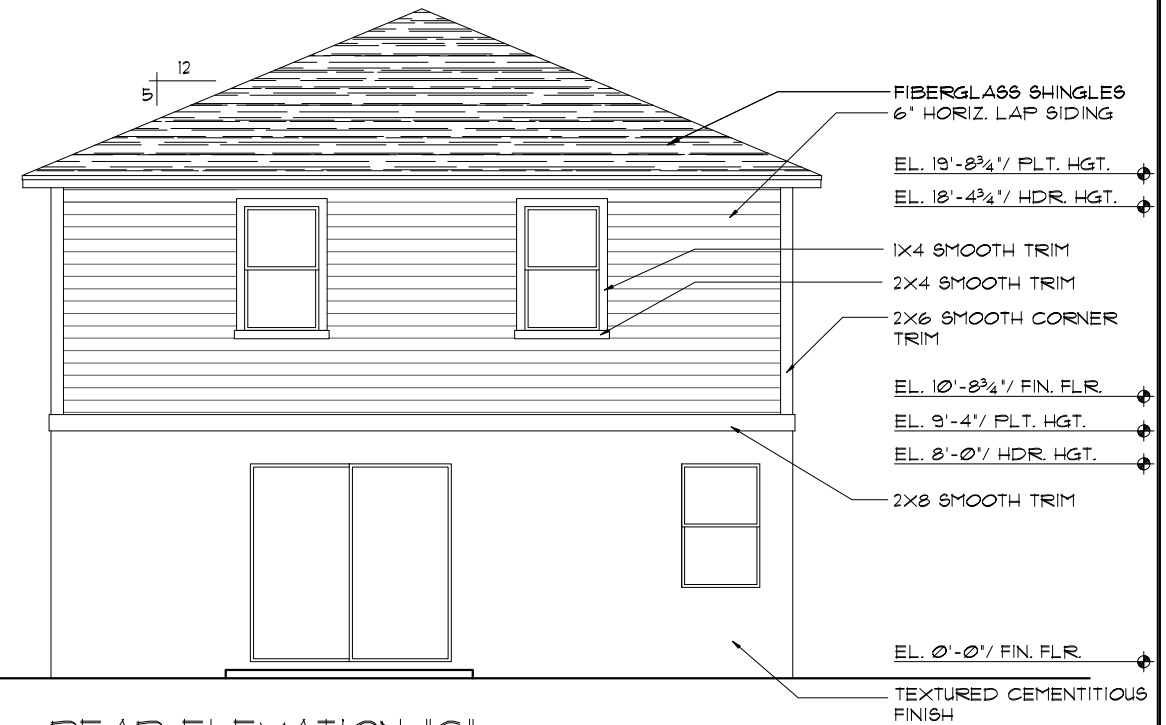 12
5
FIBERGLASS SHINGLES
6" HORIZ. LAP SIDING
EL. 19'-8¾"/ PLT. HGT.
EL. 18'-4¾"/ HDR. HGT.
1X4 SMOOTH TRIM
2X4 SMOOTH TRIM
2X6 SMOOTH CORNER
TRIM
EL. 10'-8¾"/ FIN. FLR.
EL. 9'-4"/ PLT. HGT.
EL. 8'-0"/ HDR. HGT.
2X8 SMOOTH TRIM
EL. 0'-0"/ FIN. FLR.
TEXTURED CEMENTITIOUS
FINISH
REAR ELEVATION